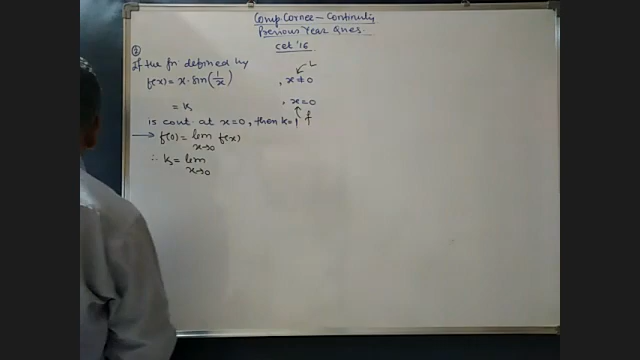 Comp. Corner - Continuity
Previous Year Ques.
cet '16
①
If the fn defined by
f(x) = x · sin(1/x) , x ≠ 0
= k , x = 0
is cont. at x = 0, then k = ?
→ f(0) = lim x→0 f(x)
∴ k = lim x→0
L
f